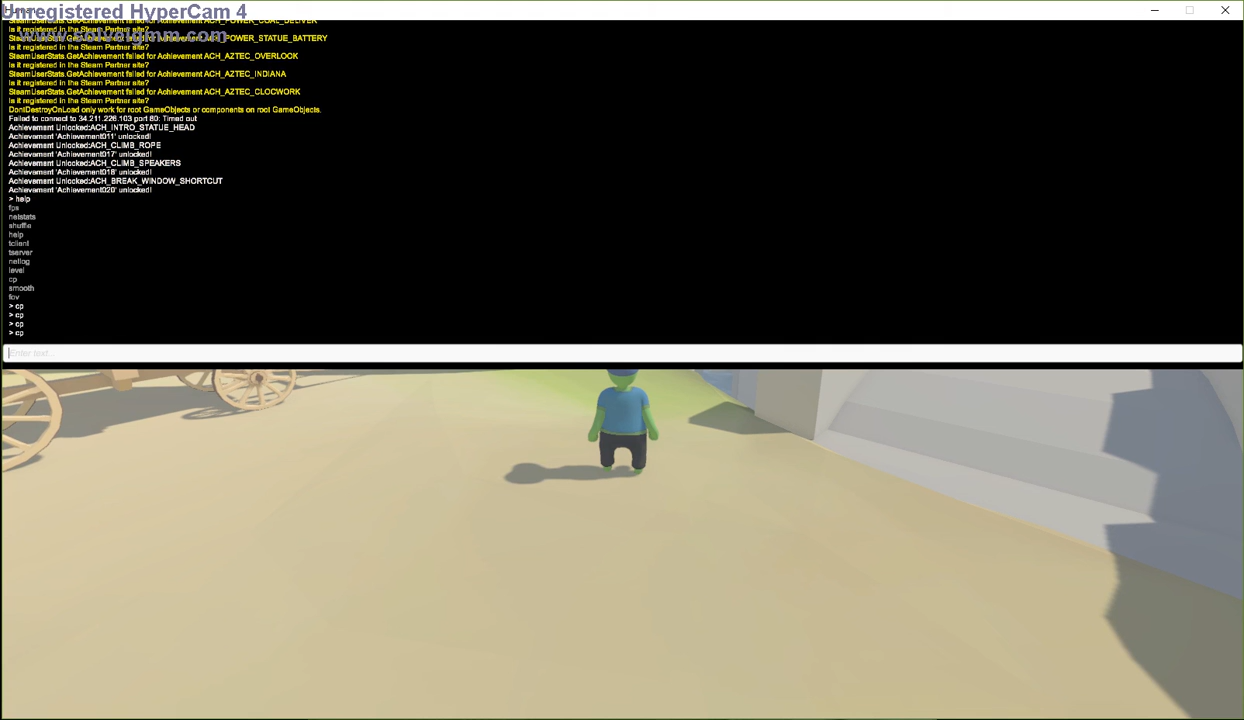 Unregistered HyperCam 4
SteamUserStats.GetAchievement failed for Achievement ACH_POWER_COAL_DELIVER
Is it registered in the Steam Partner site?
SteamUserStats.GetAchievement failed for Achievement ACH_POWER_STATUE_BATTERY
Is it registered in the Steam Partner site?
SteamUserStats.GetAchievement failed for Achievement ACH_AZTEC_OVERLOOK
Is it registered in the Steam Partner site?
SteamUserStats.GetAchievement failed for Achievement ACH_AZTEC_INDIANA
Is it registered in the Steam Partner site?
SteamUserStats.GetAchievement failed for Achievement ACH_AZTEC_CLOCWORK
Is it registered in the Steam Partner site?
DontDestroyOnLoad only work for root GameObjects or components on root GameObjects.
Failed to connect to 34.211.226.103 port 80: Timed out
Achievement Unlocked:ACH_INTRO_STATUE_HEAD
Achievement 'Achievement011' unlocked!
Achievement Unlocked:ACH_CLIMB_ROPE
Achievement 'Achievement017' unlocked!
Achievement Unlocked:ACH_CLIMB_SPEAKERS
Achievement 'Achievement018' unlocked!
Achievement Unlocked:ACH_BREAK_WINDOW_SHORTCUT
Achievement 'Achievement020' unlocked!
> help
fps
netstats
shuffle
help
tclient
tserver
netlog
level
cp
smooth
fov
> cp
> cp
> cp
> cp
Enter text...